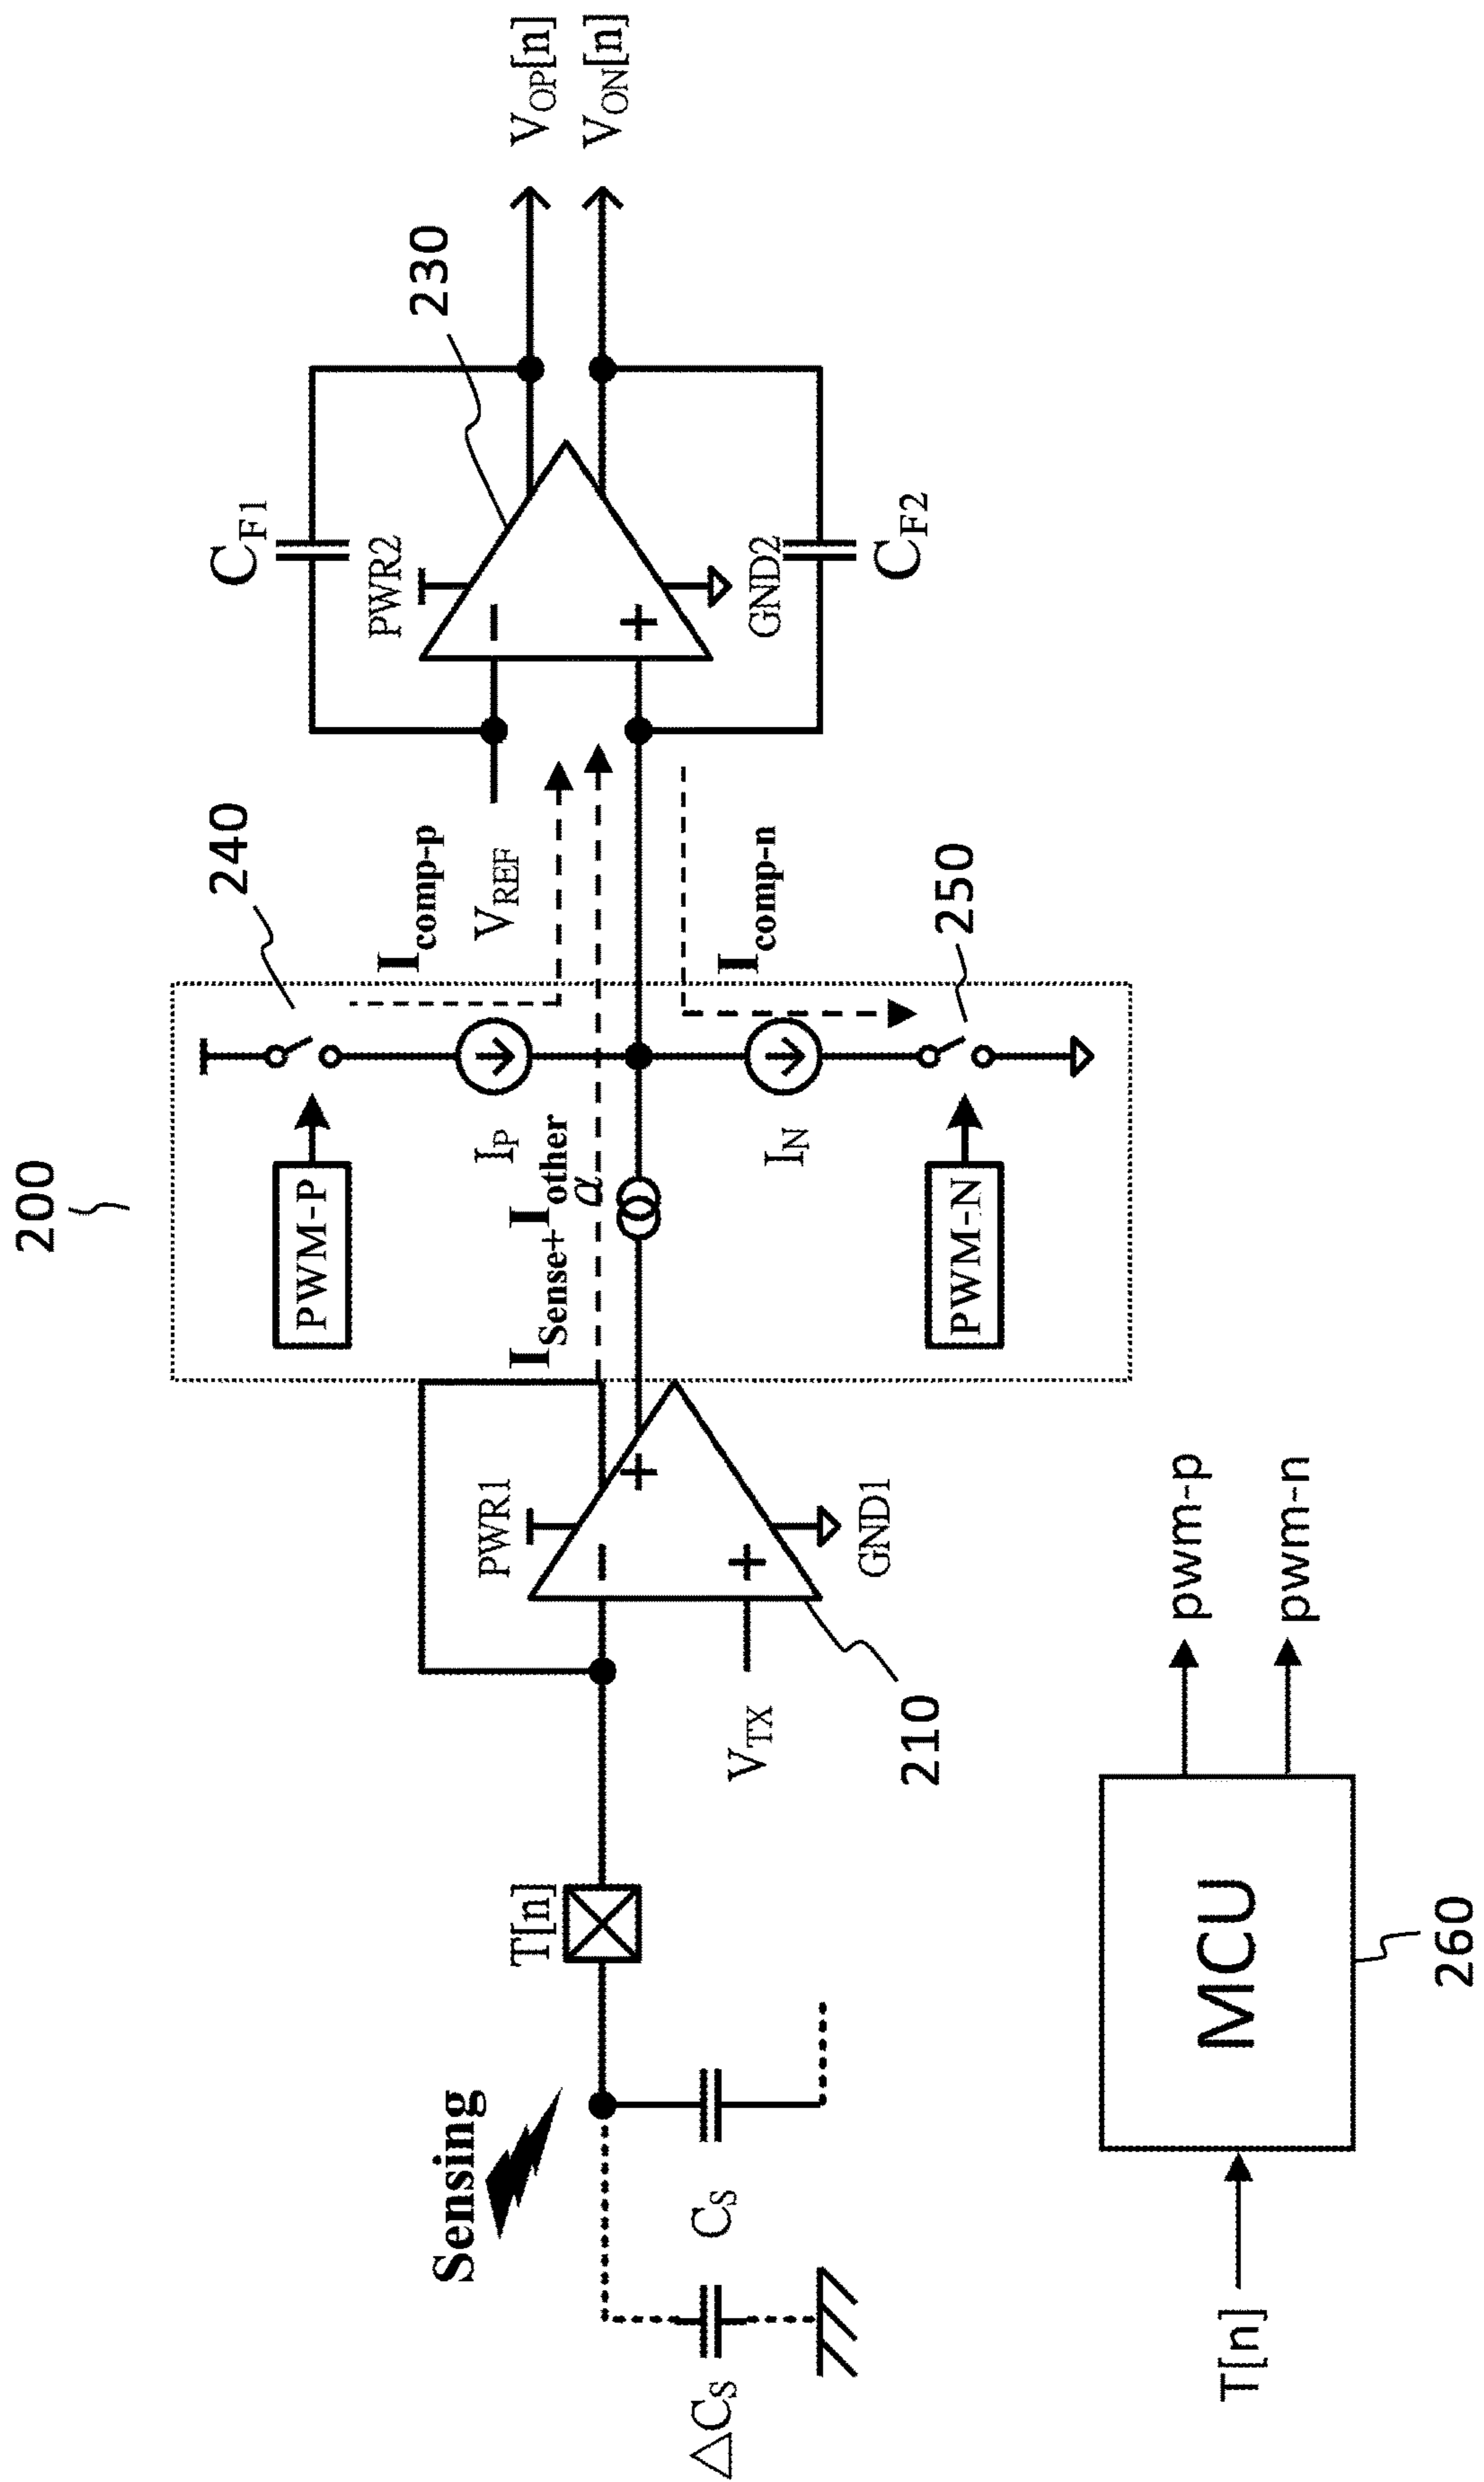 200
240
PWM-P
I_P
I_comp-p
C_F1
230
PWR2
V_OP[n]
V_ON[n]
V_REF
−
+
GND2
C_F2
I_Sense+I_other
α
I_comp-n
I_N
PWM-N
250
Sensing
T[n]
PWR1
−
+
+
GND1
V_TX
210
△C_S
C_S
T[n]
MCU
260
pwm-p
pwm-n